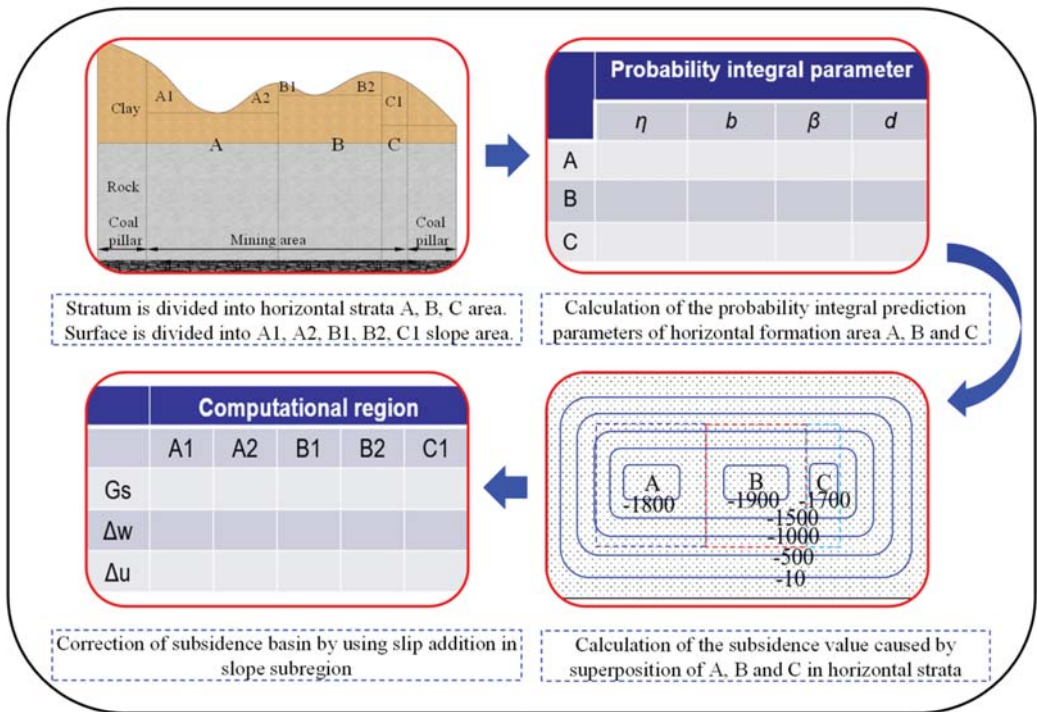 A1
A2
B1
B2
C1
Clay
A
B
C
Rock
Coal
pillar
Mining area
Coal
pillar
Stratum is divided into horizontal strata A, B, C area.
Surface is divided into A1, A2, B1, B2, C1 slope area.
Probability integral parameter
η b β d
A
B
C
Calculation of the probability integral prediction
parameters of horizontal formation area A, B and C
A B C
-1800 -1900 -1700
-1500
-1000
-500
-10
Calculation of the subsidence value caused by
superposition of A, B and C in horizontal strata
Computational region
A1 A2 B1 B2 C1
Gs
Δw
Δu
Correction of subsidence basin by using slip addition in
slope subregion